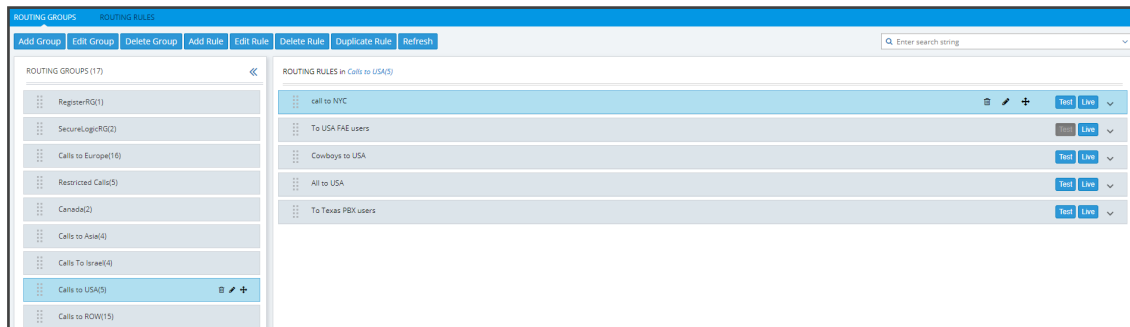 ROUTING GROUPS ROUTING RULES
Add Group Edit Group Delete Group Add Rule Edit Rule Delete Rule Duplicate Rule Refresh Enter search string
ROUTING GROUPS (17)
RegisterRG(1)
SecureLogicRG(2)
Calls to Europe(16)
Restricted Calls(5)
Canada(2)
Calls to Asia(4)
Calls To Israel(4)
Calls to USA(5)
Calls to ROW(15)
ROUTING RULES in Calls to USA(5)
call to NYC Test Live
To USA FAE users Test Live
Cowboys to USA Test Live
All to USA Test Live
To Texas PBX users Test Live